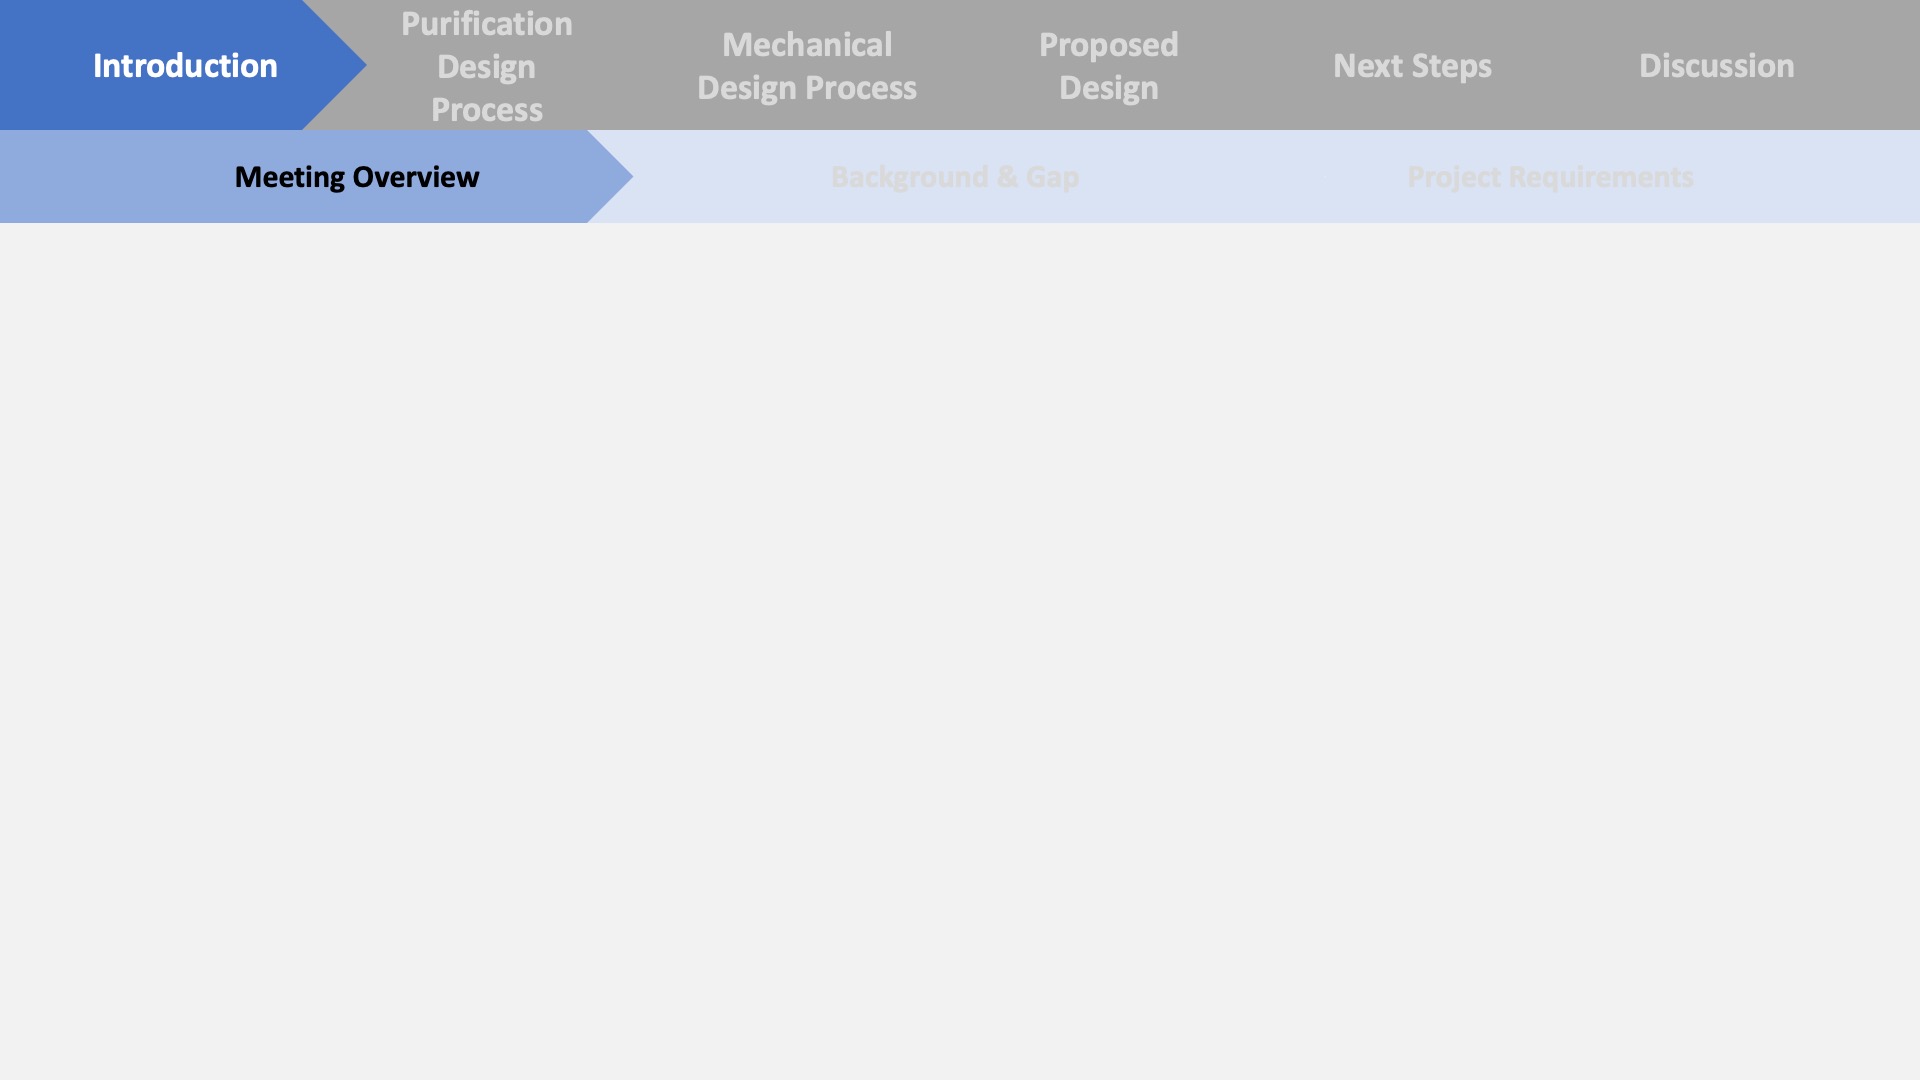 Introduction
Purification
Design
Process
Mechanical
Design Process
Proposed
Design
Next Steps
Discussion
Meeting Overview
Background & Gap
Project Requirements